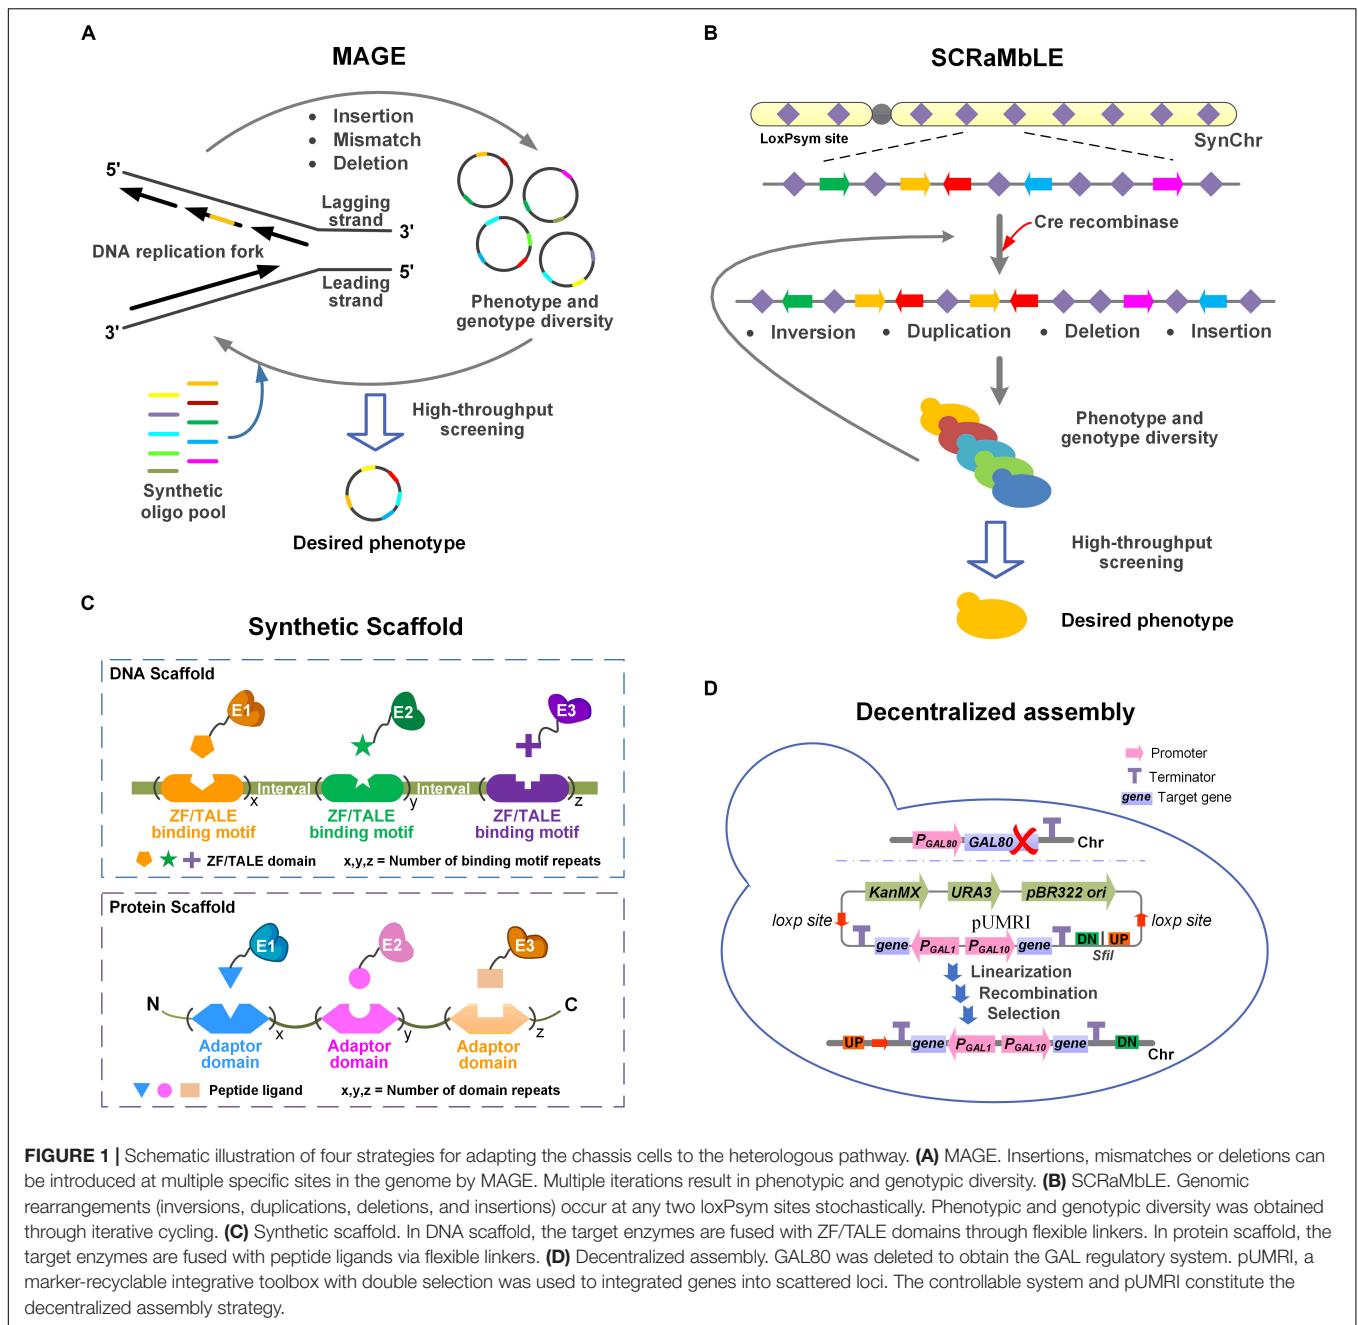 A
MAGE
Insertion
Mismatch
Deletion
5'
Lagging
strand
3'
DNA replication fork
5'
Leading
strand
3'
Phenotype and
genotype diversity
High-throughput
screening
Synthetic
oligo pool
Desired phenotype
B
SCRaMbLE
LoxPsym site
SynChr
Cre recombinase
Inversion
Duplication
Deletion
Insertion
Phenotype and
genotype diversity
High-throughput
screening
Desired phenotype
C
Synthetic Scaffold
DNA Scaffold
E1
E2
E3
Interval
Interval
x
y
z
ZF/TALE
binding motif
ZF/TALE
binding motif
ZF/TALE
binding motif
ZF/TALE domain
x,y,z = Number of binding motif repeats
Protein Scaffold
E1
E2
E3
N
C
x
y
z
Adaptor
domain
Adaptor
domain
Adaptor
domain
Peptide ligand
x,y,z = Number of domain repeats
D
Decentralized assembly
Promoter
Terminator
gene Target gene
PGAL80 GAL80 Chr
KanMX URA3 pBR322 ori
loxp site
pUMRI
loxp site
gene PGAL1 PGAL10 gene DN UP
SfiI
Linearization
Recombination
Selection
UP gene PGAL1 PGAL10 gene DN
Chr
FIGURE 1 | Schematic illustration of four strategies for adapting the chassis cells to the heterologous pathway. (A) MAGE. Insertions, mismatches or deletions can
be introduced at multiple specific sites in the genome by MAGE. Multiple iterations result in phenotypic and genotypic diversity. (B) SCRaMbLE. Genomic
rearrangements (inversions, duplications, deletions, and insertions) occur at any two loxPsym sites stochastically. Phenotypic and genotypic diversity was obtained
through iterative cycling. (C) Synthetic scaffold. In DNA scaffold, the target enzymes are fused with ZF/TALE domains through flexible linkers. In protein scaffold, the
target enzymes are fused with peptide ligands via flexible linkers. (D) Decentralized assembly. GAL80 was deleted to obtain the GAL regulatory system. pUMRI, a
marker-recyclable integrative toolbox with double selection was used to integrated genes into scattered loci. The controllable system and pUMRI constitute the
decentralized assembly strategy.